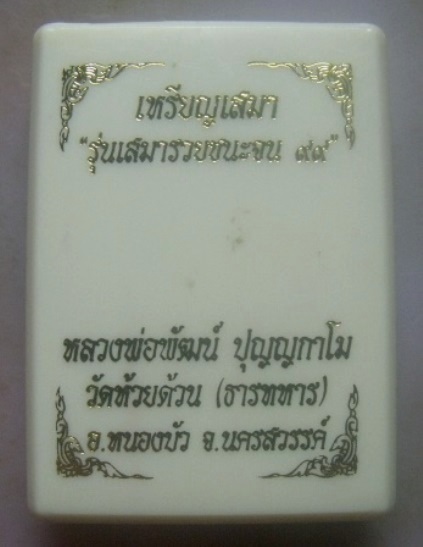 เหรียญเสมา
"รุ่นเสมารวยชนะจน ๙๙"
หลวงพ่อพัฒน์ ปุญฺญกาโม
วัดห้วยด้วน (ธารทหาร)
อ.หนองบัว จ.นครสวรรค์